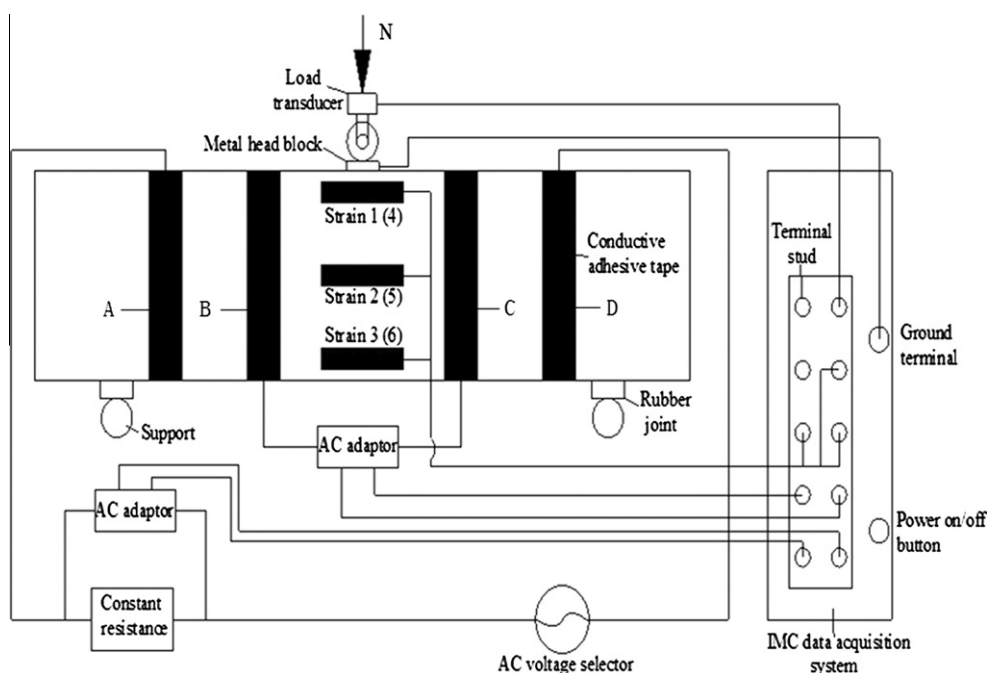 N
Load
transducer
Metal head block
Strain 1 (4)
Terminal
stud
Conductive
adhesive tape
Strain 2 (5)
A
B
C
D
Strain 3 (6)
Ground
terminal
Support
Rubber
joint
AC adaptor
AC adaptor
Power on/off
button
Constant
resistance
AC voltage selector
IMC data acquisition
system